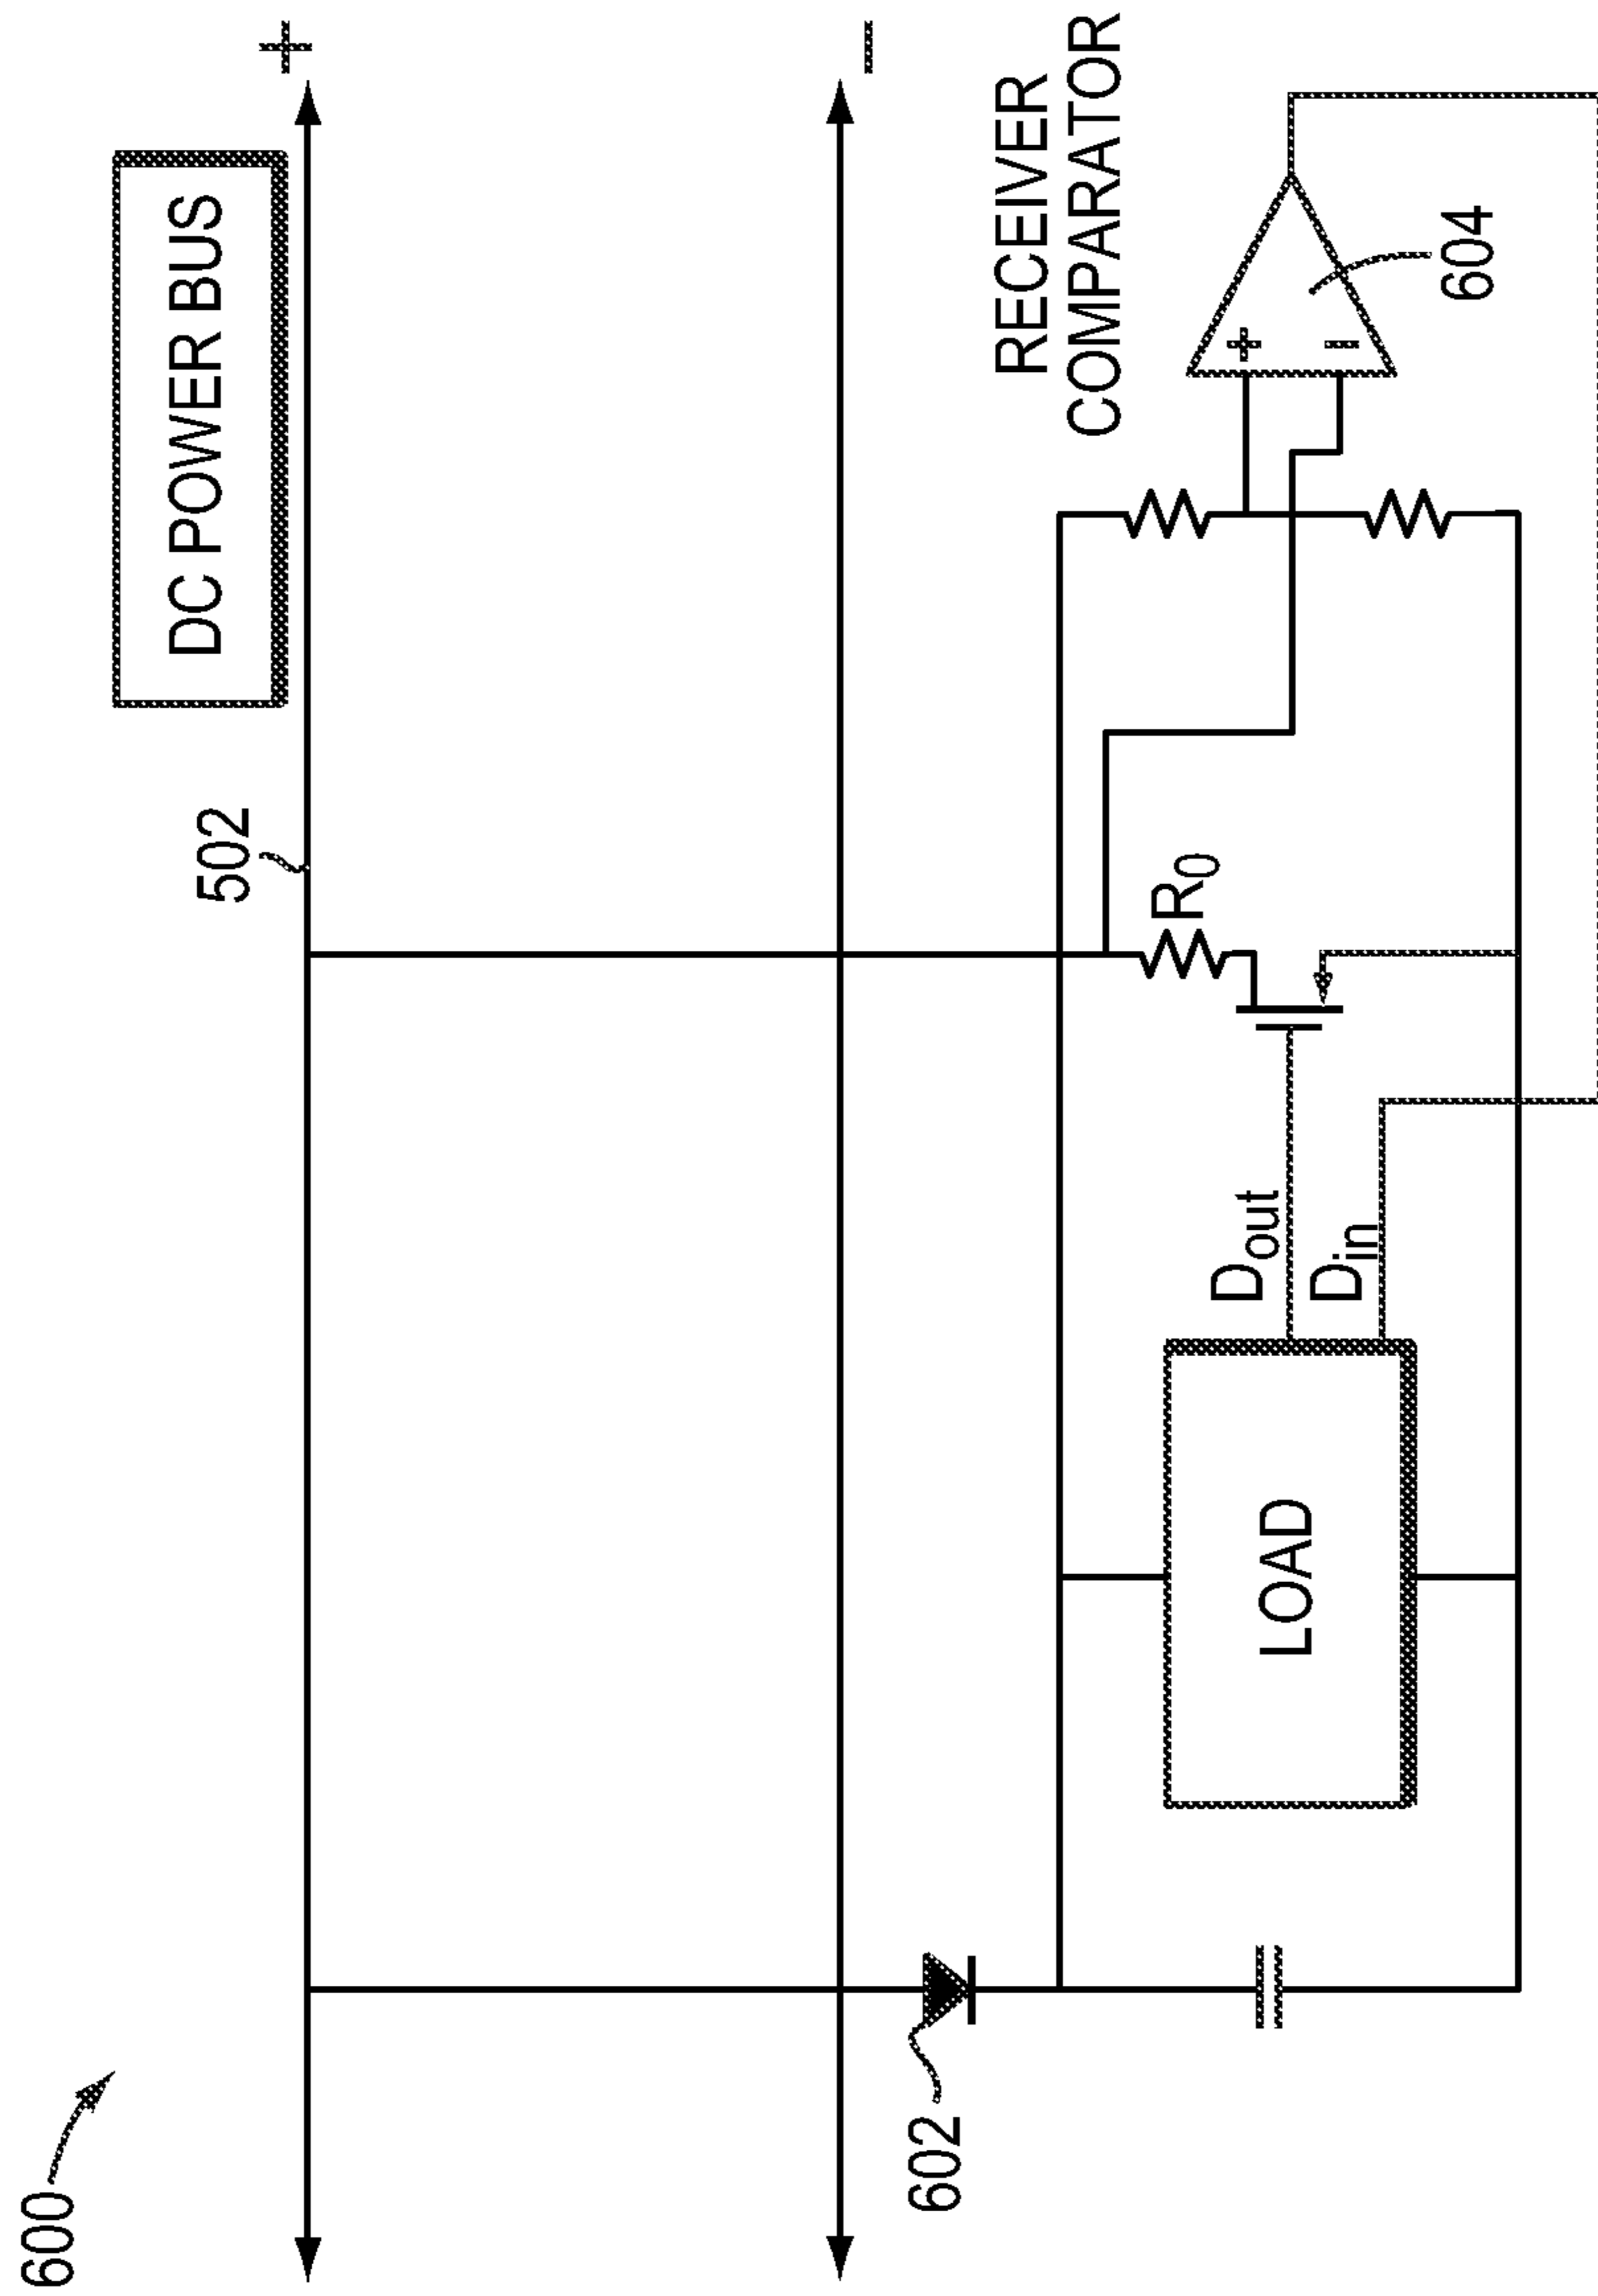 600
DC POWER BUS
+
502
–
602
RECEIVER
COMPARATOR
R0
+
–
604
Dout
Din
LOAD